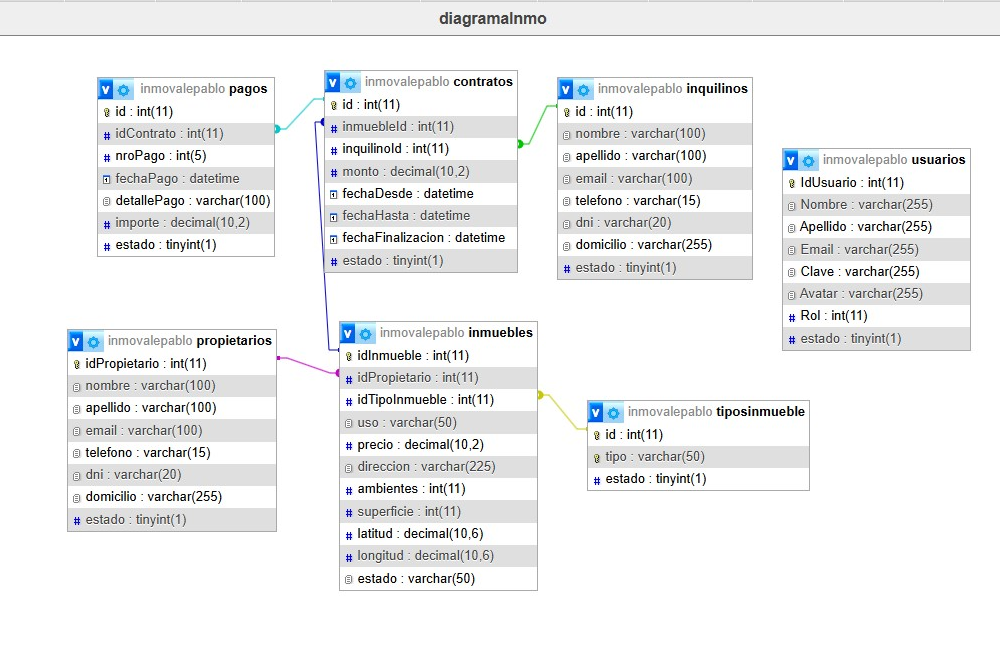 diagramaInmo
inmovalepablo pagos
id : int(11)
idContrato : int(11)
nroPago : int(5)
fechaPago : datetime
detallePago : varchar(100)
importe : decimal(10,2)
estado : tinyint(1)
inmovalepablo contratos
id : int(11)
inmuebleId : int(11)
inquilinoId : int(11)
monto : decimal(10,2)
fechaDesde : datetime
fechaHasta : datetime
fechaFinalizacion : datetime
estado : tinyint(1)
inmovalepablo inquilinos
id : int(11)
nombre : varchar(100)
apellido : varchar(100)
email : varchar(100)
telefono : varchar(15)
dni : varchar(20)
domicilio : varchar(255)
estado : tinyint(1)
inmovalepablo usuarios
IdUsuario : int(11)
Nombre : varchar(255)
Apellido : varchar(255)
Email : varchar(255)
Clave : varchar(255)
Avatar : varchar(255)
Rol : int(11)
estado : tinyint(1)
inmovalepablo propietarios
idPropietario : int(11)
nombre : varchar(100)
apellido : varchar(100)
email : varchar(100)
telefono : varchar(15)
dni : varchar(20)
domicilio : varchar(255)
estado : tinyint(1)
inmovalepablo inmuebles
idInmueble : int(11)
idPropietario : int(11)
idTipoInmueble : int(11)
uso : varchar(50)
precio : decimal(10,2)
direccion : varchar(225)
ambientes : int(11)
superficie : int(11)
latitud : decimal(10,6)
longitud : decimal(10,6)
estado : varchar(50)
inmovalepablo tiposinmueble
id : int(11)
tipo : varchar(50)
estado : tinyint(1)